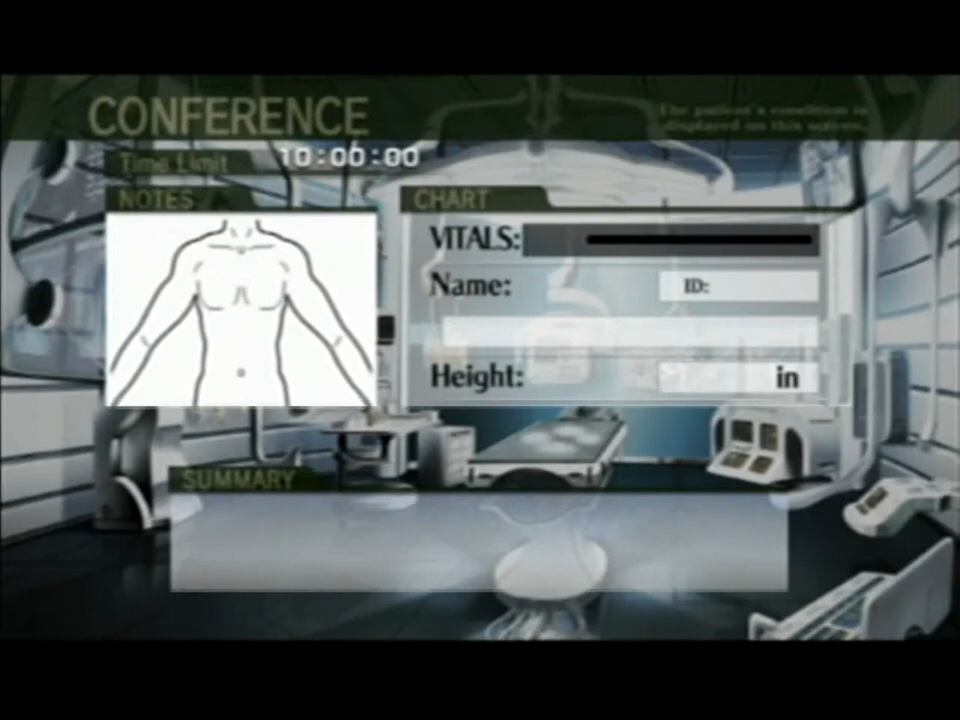 CONFERENCE
The patient's condition is
displayed on this screen.
Time Limit 10:00:00
NOTES
CHART
VITALS:
Name:
ID:
Height:
in
SUMMARY